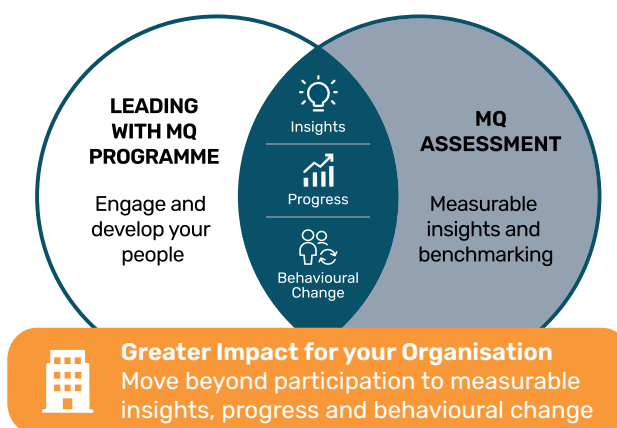 LEADING
WITH MQ
PROGRAMME
Engage and
develop your
people
Insights
Progress
Behavioural
Change
MQ
ASSESSMENT
Measurable
insights and
benchmarking
Greater Impact for your Organisation
Move beyond participation to measurable
insights, progress and behavioural change